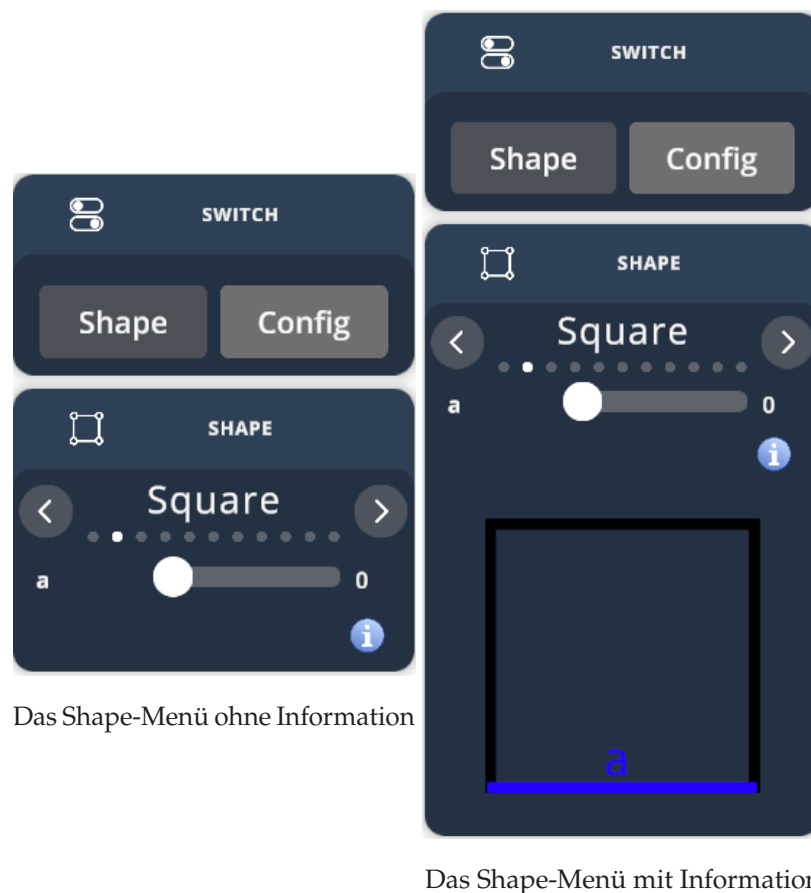 SWITCH
Shape Config
SHAPE
Square
a 0
i
Das Shape-Menü ohne Information
SWITCH
Shape Config
SHAPE
Square
a 0
i
a
Das Shape-Menü mit Information